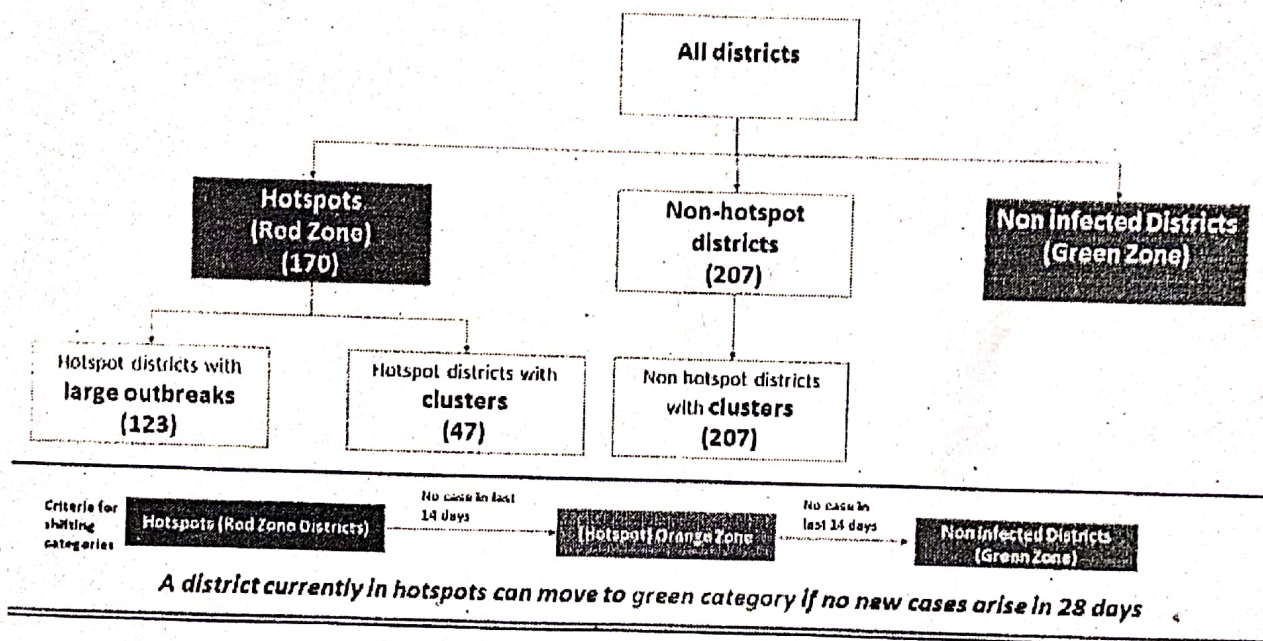 All districts
Hotspots
(Red Zone)
(170)
Non-hotspot
districts
(207)
Non infected Districts
(Green Zone)
Hotspot districts with
large outbreaks
(123)
Hotspot districts with
clusters
(47)
Non hotspot districts
with clusters
(207)
Criteria for
shifting
categories
Hotspots (Red Zone Districts)
No case in last
14 days
(Hotspot) Orange Zone
No case in
last 14 days
Non infected Districts
(Green Zone)
A district currently in hotspots can move to green category if no new cases arise in 28 days
4